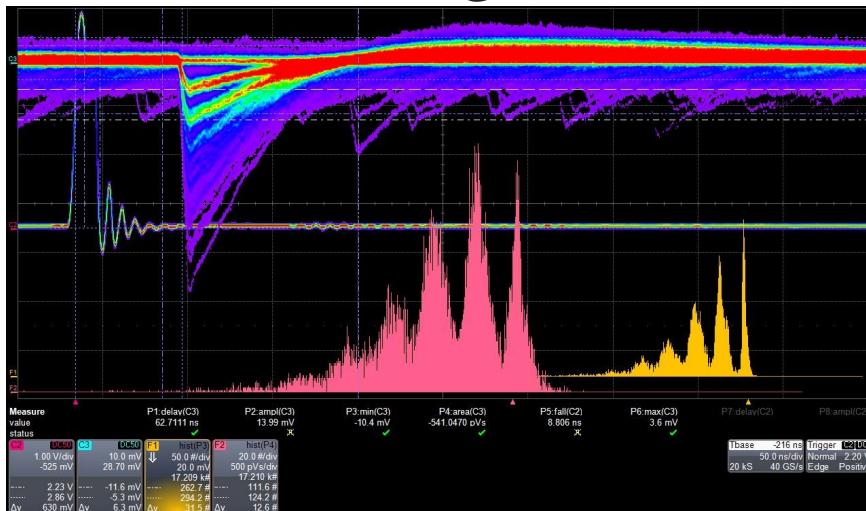 C3
C2
F1
F2
Measure P1:delay(C3) P2:ampl(C3) P3:min(C3) P4:area(C3) P5:fall(C2) P6:max(C3) P7:delay(C2) P8:ampl(C2)
value 62.7111 ns 13.99 mV -10.4 mV -541.0470 pVs 8.806 ns 3.6 mV
status
C2 DC50 C3 DC50 F1 hist(P3) F2 hist(P4) Tbase -216 ns Trigger C2 DC
1.00 V/div 10.0 mV/ 50.0 #/div 20.0 #/div 50.0 ns/div Normal 2.20 V
-525 mV 28.70 mV 20.0 mV 500 pVs/div 20 kS 40 GS/s Edge Positiv
17.209 k# 17.210 k#
2.23 V -11.6 mV 262.7 # 111.6 #
2.86 V -5.3 mV 294.2 # 124.2 #
Δy 630 mV Δy 6.3 mV Δy 31.5 # Δy 12.6 #